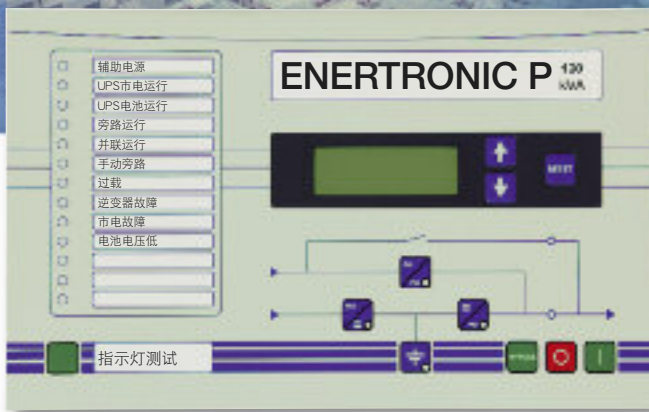 辅助电源
UPS市电运行
UPS电池运行
旁路运行
并联运行
手动旁路
过载
逆变器故障
市电故障
电池电压低
ENERTRONIC P 130
kVA
指示灯测试